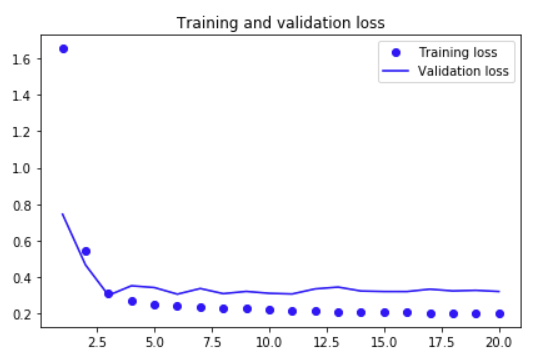 Training and validation loss
Training loss
Validation loss
1.6
1.4
1.2
1.0
0.8
0.6
0.4
0.2
2.5 5.0 7.5 10.0 12.5 15.0 17.5 20.0